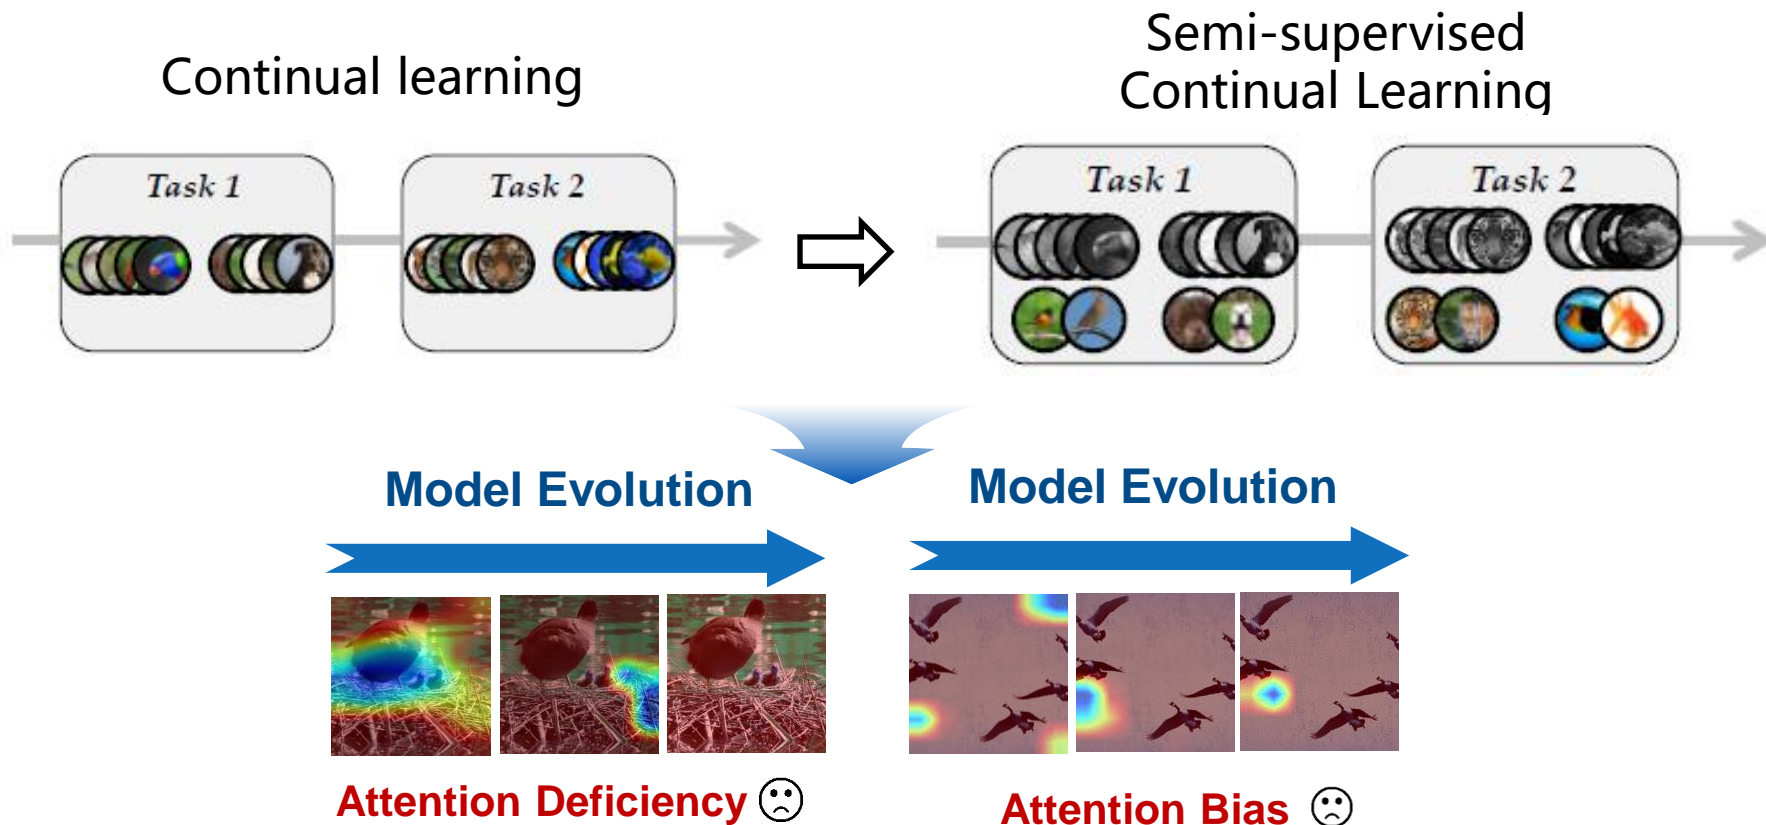 Continual learning
Semi-supervised
Continual Learning
Task 1
Task 2
Task 1
Task 2
Model Evolution
Model Evolution
Attention Deficiency
Attention Bias